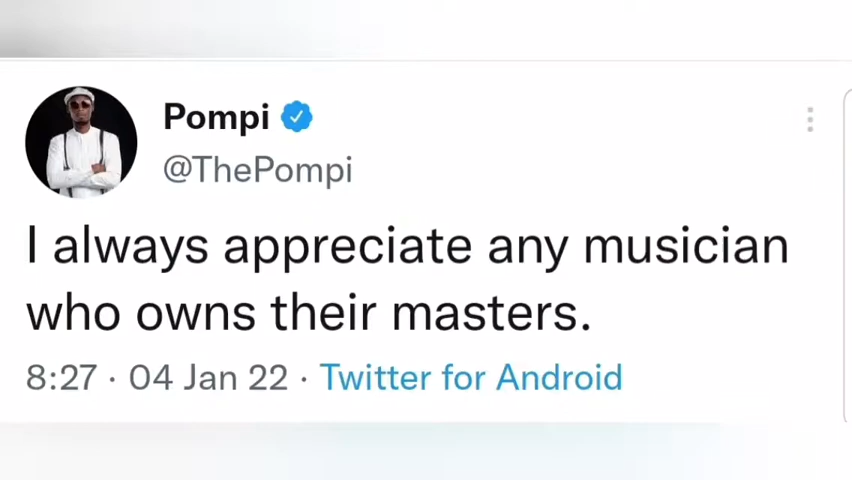 Pompi
@ThePompi
I always appreciate any musician
who owns their masters.
8:27 · 04 Jan 22 · Twitter for Android